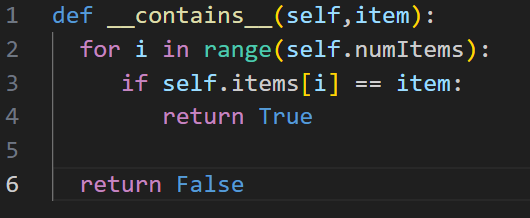 1 def __contains__(self,item):
2 for i in range(self.numItems):
3 if self.items[i] == item:
4 return True
5
6 return False